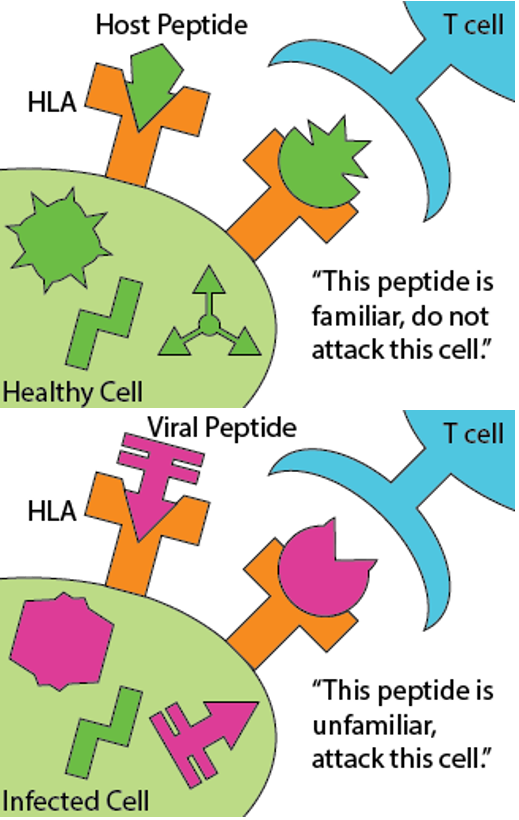 Host Peptide
T cell
HLA
“This peptide is
familiar, do not
attack this cell.”
Healthy Cell
Viral Peptide
T cell
HLA
“This peptide is
unfamiliar,
attack this cell.”
Infected Cell